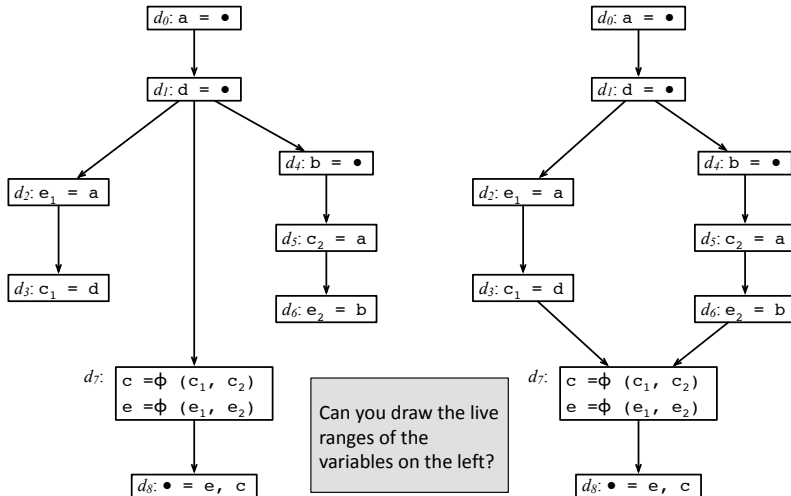 d₀: a = ●
d₁: d = ●
d₄: b = ●
d₂: e₁ = a
d₅: c₂ = a
d₃: c₁ = d
d₆: e₂ = b
d₇:
c =ϕ (c₁, c₂)
e =ϕ (e₁, e₂)
d₈: ● = e, c
Can you draw the live
ranges of the
variables on the left?
d₀: a = ●
d₁: d = ●
d₄: b = ●
d₂: e₁ = a
d₅: c₂ = a
d₃: c₁ = d
d₆: e₂ = b
d₇:
c =ϕ (c₁, c₂)
e =ϕ (e₁, e₂)
d₈: ● = e, c